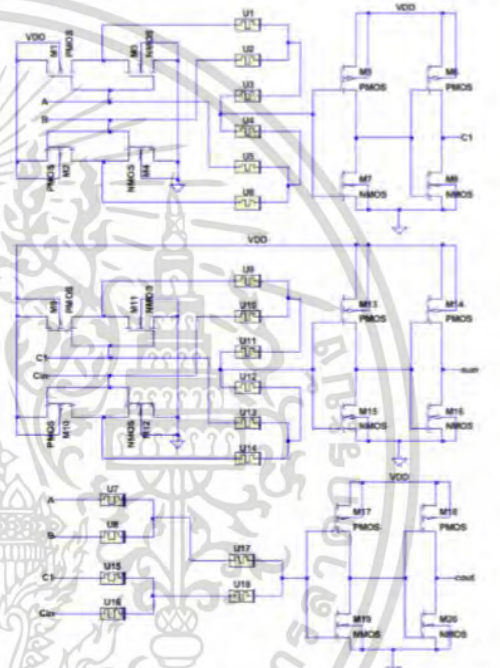 U1
VDD
VDD
M1
PMOS
M3
NMOS
U2
M5
PMOS
M6
PMOS
U3
A
B
U4
C1
U5
PMOS
M2
NMOS
M4
M7
NMOS
M8
NMOS
U6
VDD
U9
M9
PMOS
M11
NMOS
U10
M13
PMOS
M14
PMOS
U11
C1
Cin
U12
sum
U13
PMOS
M10
NMOS
M12
M15
NMOS
M16
NMOS
U14
VDD
U7
A
M17
PMOS
M18
PMOS
U8
B
U17
U15
C1
cout
U18
U16
Cin
M19
NMOS
M20
NMOS